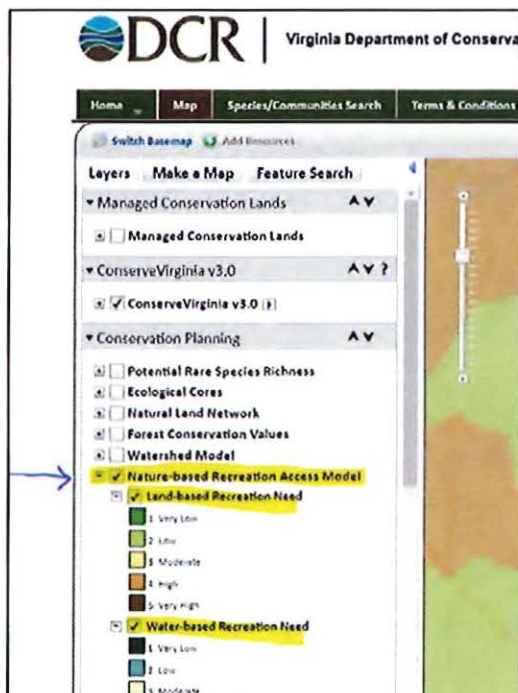 DCR | Virginia Department of Conserva
Home Map Species/Communities Search Terms & Conditions
Switch Basemap Add Resources
Layers Make a Map Feature Search
Managed Conservation Lands
Managed Conservation Lands
ConserveVirginia v3.0 ?
ConserveVirginia v3.0
Conservation Planning
Potential Rare Species Richness
Ecological Cores
Natural Land Network
Forest Conservation Values
Watershed Model
Nature-based Recreation Access Model
Land-based Recreation Need
1 Very Low
2 Low
3 Moderate
4 High
5 Very High
Water-based Recreation Need
1 Very Low
2 Low
3 Moderate